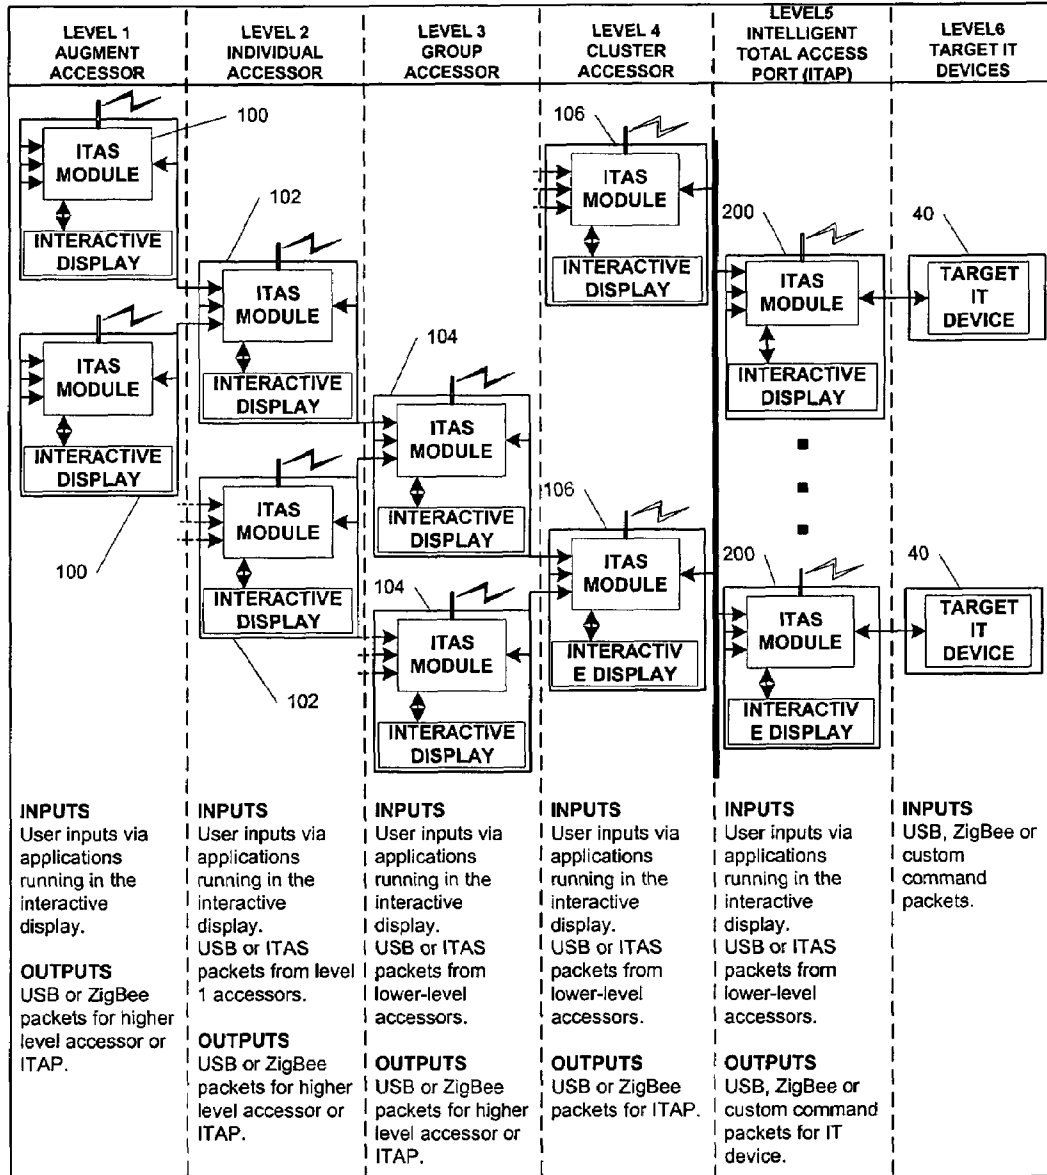 LEVEL 1
AUGMENT
ACCESSOR
LEVEL 2
INDIVIDUAL
ACCESSOR
LEVEL 3
GROUP
ACCESSOR
LEVEL 4
CLUSTER
ACCESSOR
LEVEL5
INTELLIGENT
TOTAL ACCESS
PORT (ITAP)
LEVEL6
TARGET IT
DEVICES
100
ITAS
MODULE
INTERACTIVE
DISPLAY
ITAS
MODULE
INTERACTIVE
DISPLAY
100
102
ITAS
MODULE
INTERACTIVE
DISPLAY
ITAS
MODULE
INTERACTIVE
DISPLAY
102
104
ITAS
MODULE
INTERACTIVE
DISPLAY
104
ITAS
MODULE
INTERACTIVE
DISPLAY
106
ITAS
MODULE
INTERACTIVE
DISPLAY
106
ITAS
MODULE
INTERACTIV
E DISPLAY
200
ITAS
MODULE
INTERACTIVE
DISPLAY
200
ITAS
MODULE
INTERACTIV
E DISPLAY
40
TARGET
IT
DEVICE
40
TARGET
IT
DEVICE
INPUTS
User inputs via
applications
running in the
interactive
display.
OUTPUTS
USB or ZigBee
packets for higher
level accessor or
ITAP.
INPUTS
User inputs via
applications
running in the
interactive
display.
USB or ITAS
packets from level
1 accessors.
OUTPUTS
USB or ZigBee
packets for higher
level accessor or
ITAP.
INPUTS
User inputs via
applications
running in the
interactive
display.
USB or ITAS
packets from
lower-level
accessors.
OUTPUTS
USB or ZigBee
packets for higher
level accessor or
ITAP.
INPUTS
User inputs via
applications
running in the
interactive
display.
USB or ITAS
packets from
lower-level
accessors.
OUTPUTS
USB or ZigBee
packets for ITAP.
INPUTS
User inputs via
applications
running in the
interactive
display.
USB or ITAS
packets from
lower-level
accessors.
OUTPUTS
USB, ZigBee or
custom command
packets for IT
device.
INPUTS
USB, ZigBee or
custom
command
packets.